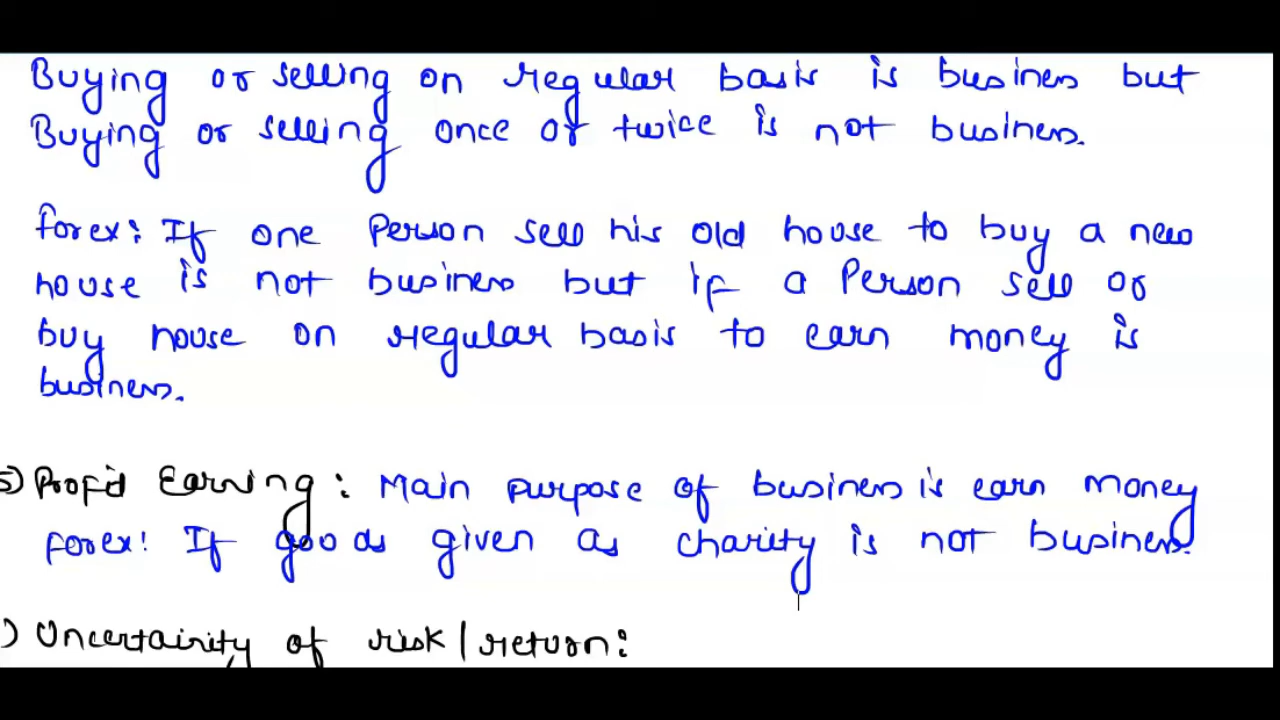 Buying or selling on regular basis is business but
Buying or selling once or twice is not business.
forex: If one Person sell his old house to buy a new
house is not business but if a Person sell or
buy house on regular basis to earn money is
business.
5) Profit Earning: Main purpose of business is earn money
forex: If goods given as charity is not business.
) Uncertainity of risk/return: